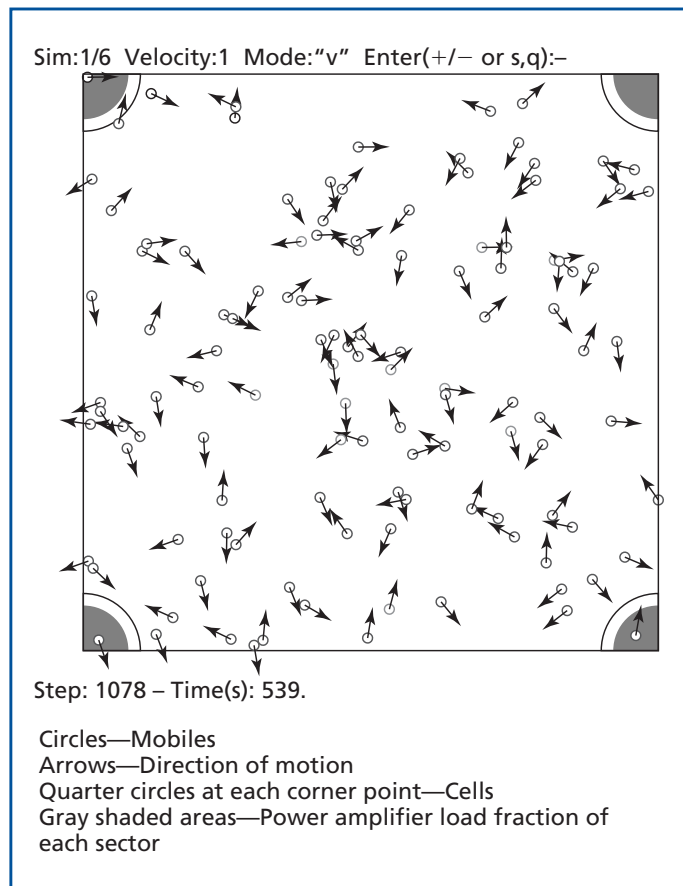 Sim:1/6 Velocity:1 Mode:“v” Enter(+/− or s,q):–
Step: 1078 – Time(s): 539.
Circles—Mobiles
Arrows—Direction of motion
Quarter circles at each corner point—Cells
Gray shaded areas—Power amplifier load fraction of
each sector